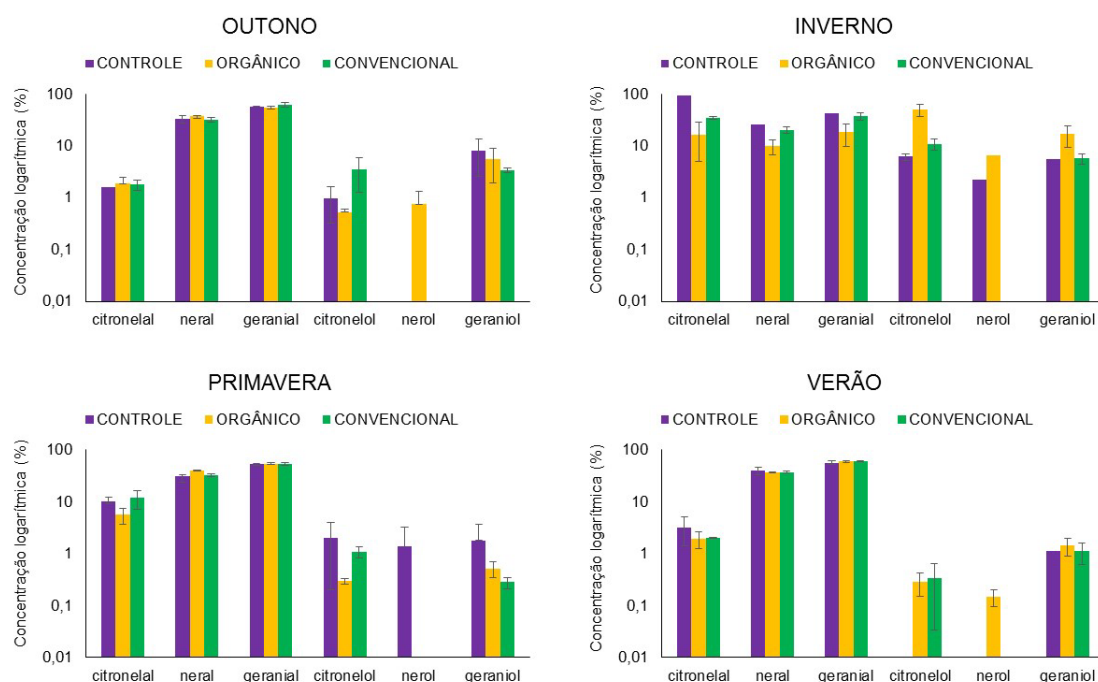 OUTONO
CONTROLE ORGÂNICO CONVENCIONAL
Concentração logarítmica (%)
100
10
1
0,1
0,01
citronelal neral geranial citronelol nerol geraniol
INVERNO
CONTROLE ORGÂNICO CONVENCIONAL
Concentração logarítmica (%)
100
10
1
0,1
0,01
citronelal neral geranial citronelol nerol geraniol
PRIMAVERA
CONTROLE ORGÂNICO CONVENCIONAL
Concentração logarítmica (%)
100
10
1
0,1
0,01
citronelal neral geranial citronelol nerol geraniol
VERÃO
CONTROLE ORGÂNICO CONVENCIONAL
Concentração logarítmica (%)
100
10
1
0,1
0,01
citronelal neral geranial citronelol nerol geraniol